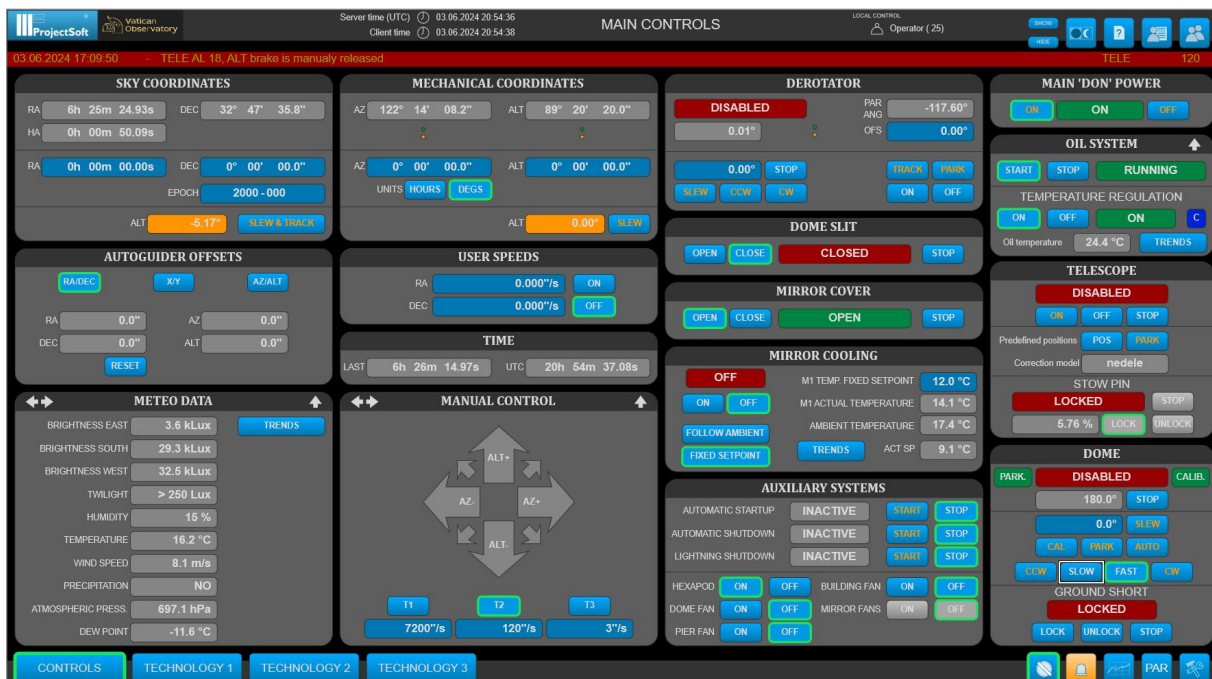 ProjectSoft
Vatican Observatory
Server time (UTC) 03.06.2024 20:54:36
Client time 03.06.2024 20:54:38
MAIN CONTROLS
LOCAL CONTROL
Operator ( 25)
SHOW
HIDE
?
03.06.2024 17:09:50 - TELE AL 18, ALT brake is manualy released TELE 120
SKY COORDINATES
RA 6h 25m 24.93s DEC 32° 47' 35.8"
HA 0h 00m 50.09s
RA 0h 00m 00.00s DEC 0° 00' 00.0"
EPOCH 2000 - 000
ALT -5.17° SLEW & TRACK
AUTOGUIDER OFFSETS
RA/DEC X/Y AZ/ALT
RA 0.0" AZ 0.0"
DEC 0.0" ALT 0.0"
RESET
METEO DATA
BRIGHTNESS EAST 3.6 kLux TRENDS
BRIGHTNESS SOUTH 29.3 kLux
BRIGHTNESS WEST 32.5 kLux
TWILIGHT > 250 Lux
HUMIDITY 15 %
TEMPERATURE 16.2 °C
WIND SPEED 8.1 m/s
PRECIPITATION NO
ATMOSPHERIC PRESS. 697.1 hPa
DEW POINT -11.6 °C
MECHANICAL COORDINATES
AZ 122° 14' 08.2" ALT 89° 20' 20.0"
AZ 0° 00' 00.0" ALT 0° 00' 00.0"
UNITS HOURS DEGS
ALT 0.00° SLEW
USER SPEEDS
RA 0.000"/s ON
DEC 0.000"/s OFF
TIME
LAST 6h 26m 14.97s UTC 20h 54m 37.08s
MANUAL CONTROL
ALT+
AZ- AZ+
ALT-
T1 T2 T3
7200"/s 120"/s 3"/s
DEROTATOR
DISABLED PAR ANG -117.60°
0.01° OFS 0.00°
0.00° STOP TRACK PARK
SLEW CCW CW ON OFF
DOME SLIT
OPEN CLOSE CLOSED STOP
MIRROR COVER
OPEN CLOSE OPEN STOP
MIRROR COOLING
OFF M1 TEMP. FIXED SETPOINT 12.0 °C
ON OFF M1 ACTUAL TEMPERATURE 14.1 °C
FOLLOW AMBIENT AMBIENT TEMPERATURE 17.4 °C
FIXED SETPOINT TRENDS ACT SP 9.1 °C
AUXILIARY SYSTEMS
AUTOMATIC STARTUP INACTIVE START STOP
AUTOMATIC SHUTDOWN INACTIVE START STOP
LIGHTNING SHUTDOWN INACTIVE START STOP
HEXAPOD ON OFF BUILDING FAN ON OFF
DOME FAN ON OFF MIRROR FANS ON OFF
PIER FAN ON OFF
MAIN 'DON' POWER
ON ON OFF
OIL SYSTEM
START STOP RUNNING
TEMPERATURE REGULATION
ON OFF ON C
Oil temperature 24.4 °C TRENDS
TELESCOPE
DISABLED
ON OFF STOP
Predefined positions POS PARK
Correction model nedele
STOW PIN
LOCKED STOP
5.76 % LOCK UNLOCK
DOME
PARK. DISABLED CALIB.
180.0° STOP
0.0° SLEW
CAL PARK AUTO
CCW SLOW FAST CW
GROUND SHORT
LOCKED
LOCK UNLOCK STOP
CONTROLS TECHNOLOGY 1 TECHNOLOGY 2 TECHNOLOGY 3 PAR